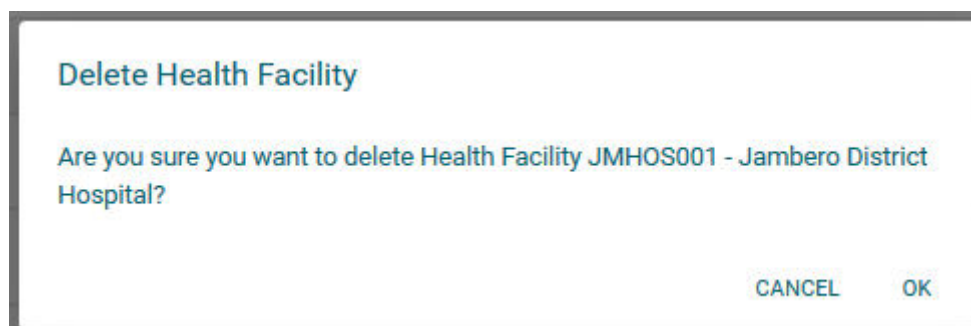 Delete Health Facility
Are you sure you want to delete Health Facility JMHOS001 - Jambero District
Hospital?
CANCEL OK